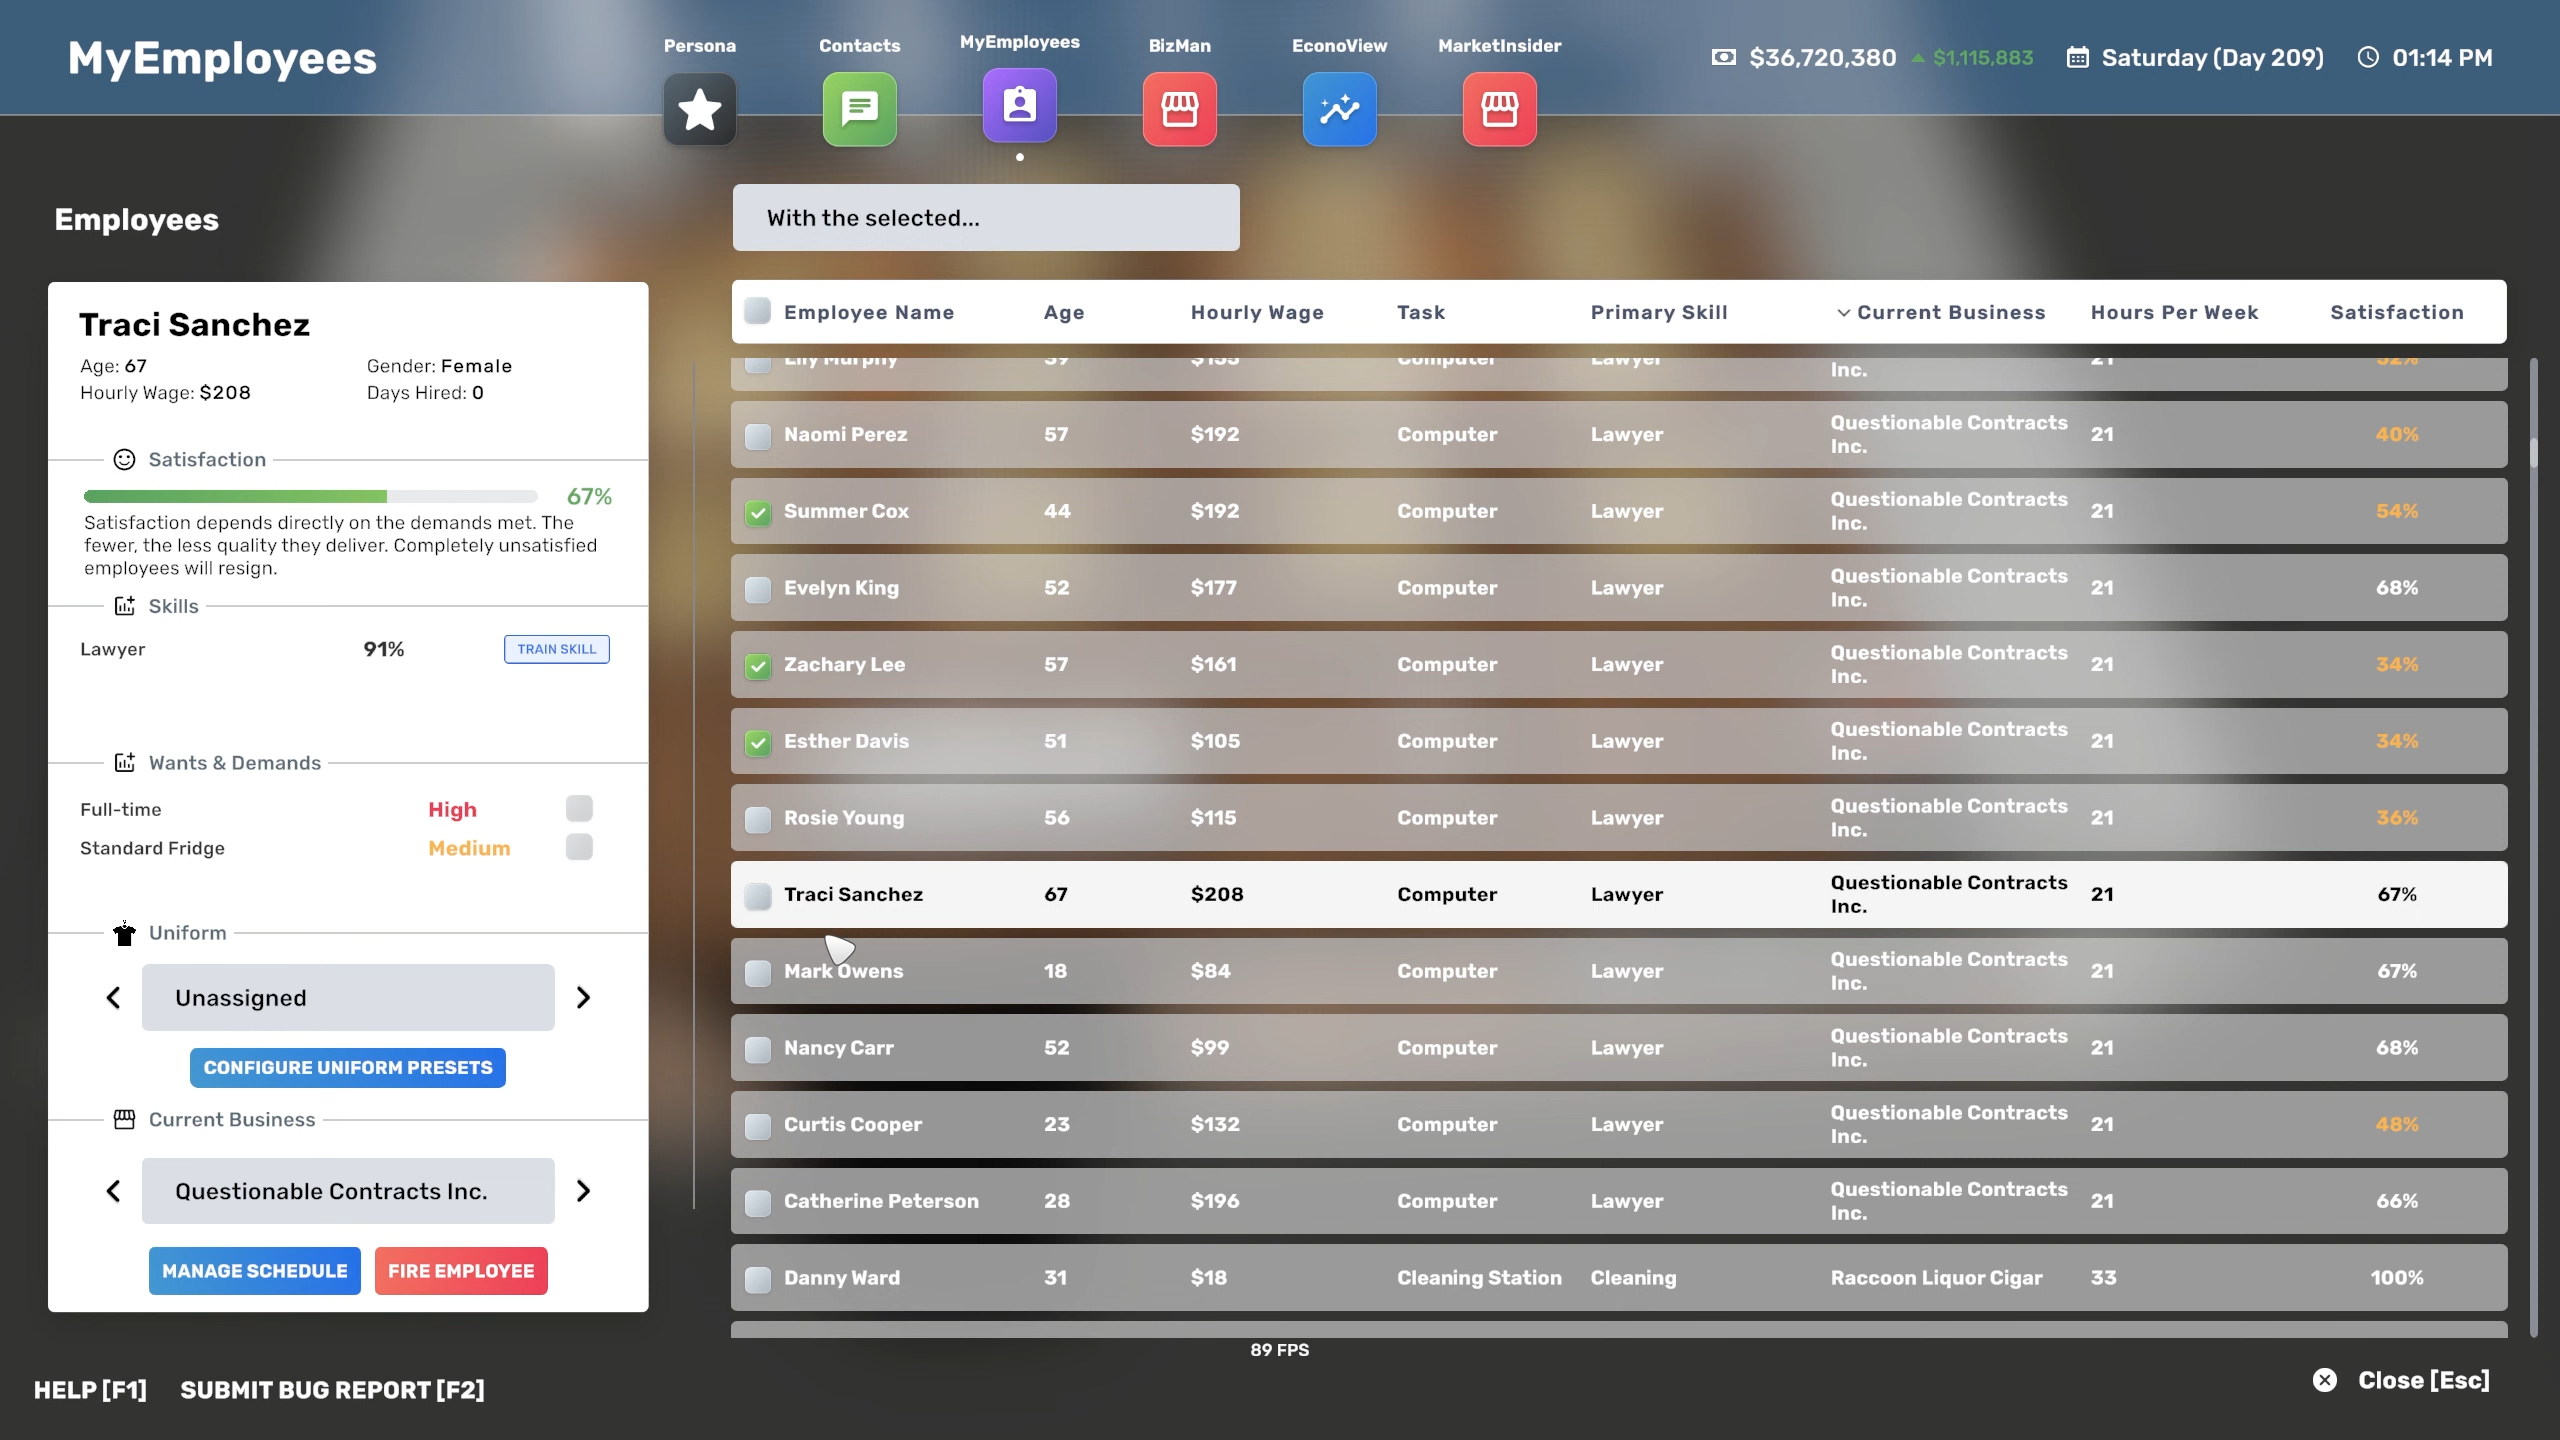 MyEmployees
Persona
Contacts
MyEmployees
BizMan
EconoView
MarketInsider
$36,720,380
$1,115,883
Saturday (Day 209)
01:14 PM
Employees
With the selected...
Traci Sanchez
Age: 67
Gender: Female
Hourly Wage: $208
Days Hired: 0
Satisfaction
67%
Satisfaction depends directly on the demands met. The
fewer, the less quality they deliver. Completely unsatisfied
employees will resign.
Skills
Lawyer 91% TRAIN SKILL
Wants & Demands
Full-time High
Standard Fridge Medium
Uniform
Unassigned
CONFIGURE UNIFORM PRESETS
Current Business
Questionable Contracts Inc.
MANAGE SCHEDULE
FIRE EMPLOYEE
Employee Name Age Hourly Wage Task Primary Skill Current Business Hours Per Week Satisfaction
Lily Murphy 39 $155 Computer Lawyer Inc. 21 52%
Naomi Perez 57 $192 Computer Lawyer Questionable Contracts Inc. 21 40%
Summer Cox 44 $192 Computer Lawyer Questionable Contracts Inc. 21 54%
Evelyn King 52 $177 Computer Lawyer Questionable Contracts Inc. 21 68%
Zachary Lee 57 $161 Computer Lawyer Questionable Contracts Inc. 21 34%
Esther Davis 51 $105 Computer Lawyer Questionable Contracts Inc. 21 34%
Rosie Young 56 $115 Computer Lawyer Questionable Contracts Inc. 21 36%
Traci Sanchez 67 $208 Computer Lawyer Questionable Contracts Inc. 21 67%
Mark Owens 18 $84 Computer Lawyer Questionable Contracts Inc. 21 67%
Nancy Carr 52 $99 Computer Lawyer Questionable Contracts Inc. 21 68%
Curtis Cooper 23 $132 Computer Lawyer Questionable Contracts Inc. 21 48%
Catherine Peterson 28 $196 Computer Lawyer Questionable Contracts Inc. 21 66%
Danny Ward 31 $18 Cleaning Station Cleaning Raccoon Liquor Cigar 33 100%
89 FPS
HELP [F1]
SUBMIT BUG REPORT [F2]
Close [Esc]